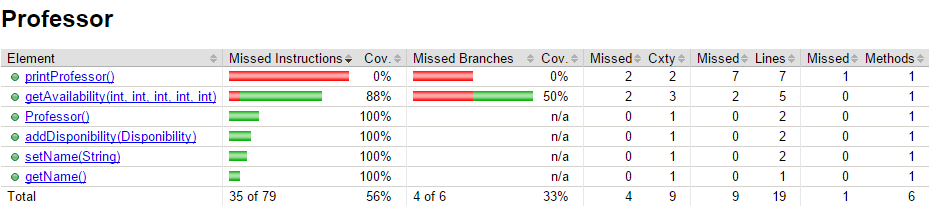 Professor
Element Missed Instructions Cov. Missed Branches Cov. Missed Cxty Missed Lines Missed Methods
printProfessor() 0% 0% 2 2 7 7 1 1
getAvailability(int, int, int, int, int) 88% 50% 2 3 2 5 0 1
Professor() 100% n/a 0 1 0 2 0 1
addDisponibility(Disponibility) 100% n/a 0 1 0 2 0 1
setName(String) 100% n/a 0 1 0 2 0 1
getName() 100% n/a 0 1 0 1 0 1
Total 35 of 79 56% 4 of 6 33% 4 9 9 19 1 6